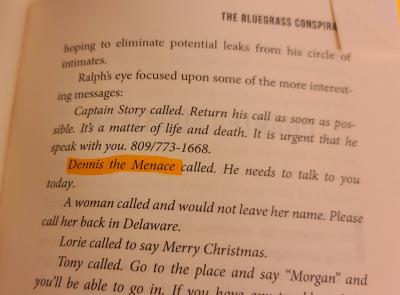 THE BLUEGRASS CONSPIRA
hoping to eliminate potential leaks from his circle of
intimates.
Ralph's eye focused upon some of the more interest-
ing messages:
Captain Story called. Return his call as soon as pos-
sible. It's a matter of life and death. It is urgent that he
speak with you. 809/773-1668.
Dennis the Menace called. He needs to talk to you
today.
A woman called and would not leave her name. Please
call her back in Delaware.
Lorie called to say Merry Christmas.
Tony called. Go to the place and say "Morgan" and
you'll be able to go in. If you have any